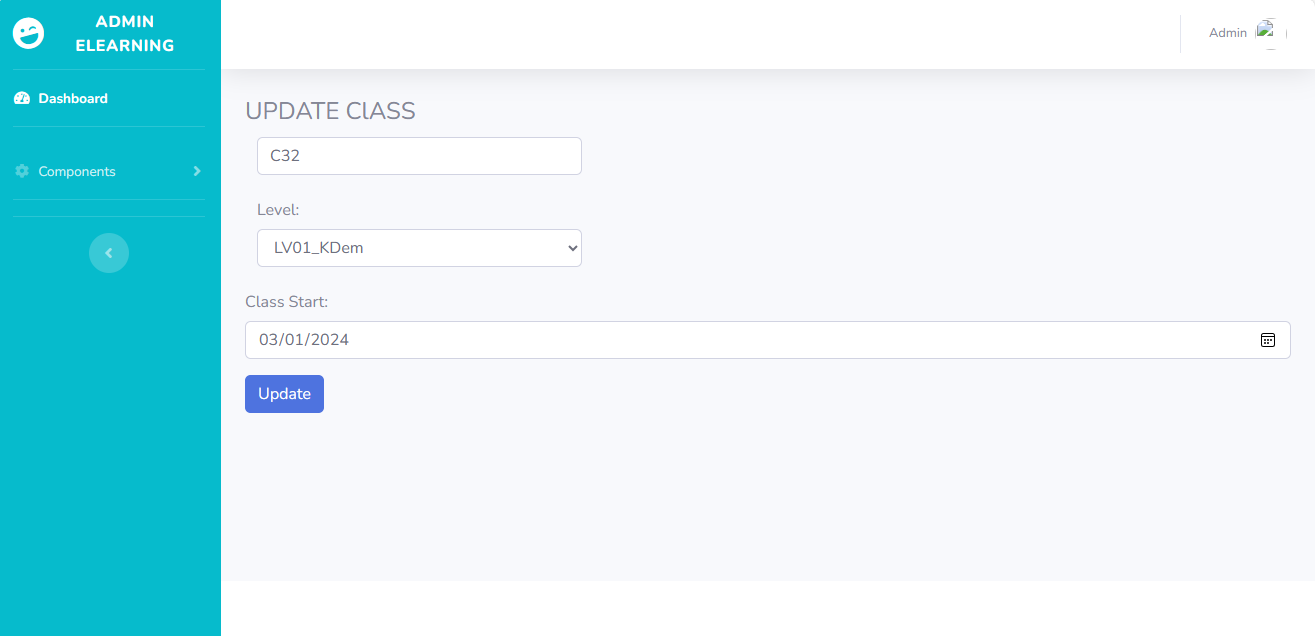 ADMIN
ELEARNING
Admin
Dashboard
Components
UPDATE ClASS
C32
Level:
LV01_KDem
Class Start:
03/01/2024
Update